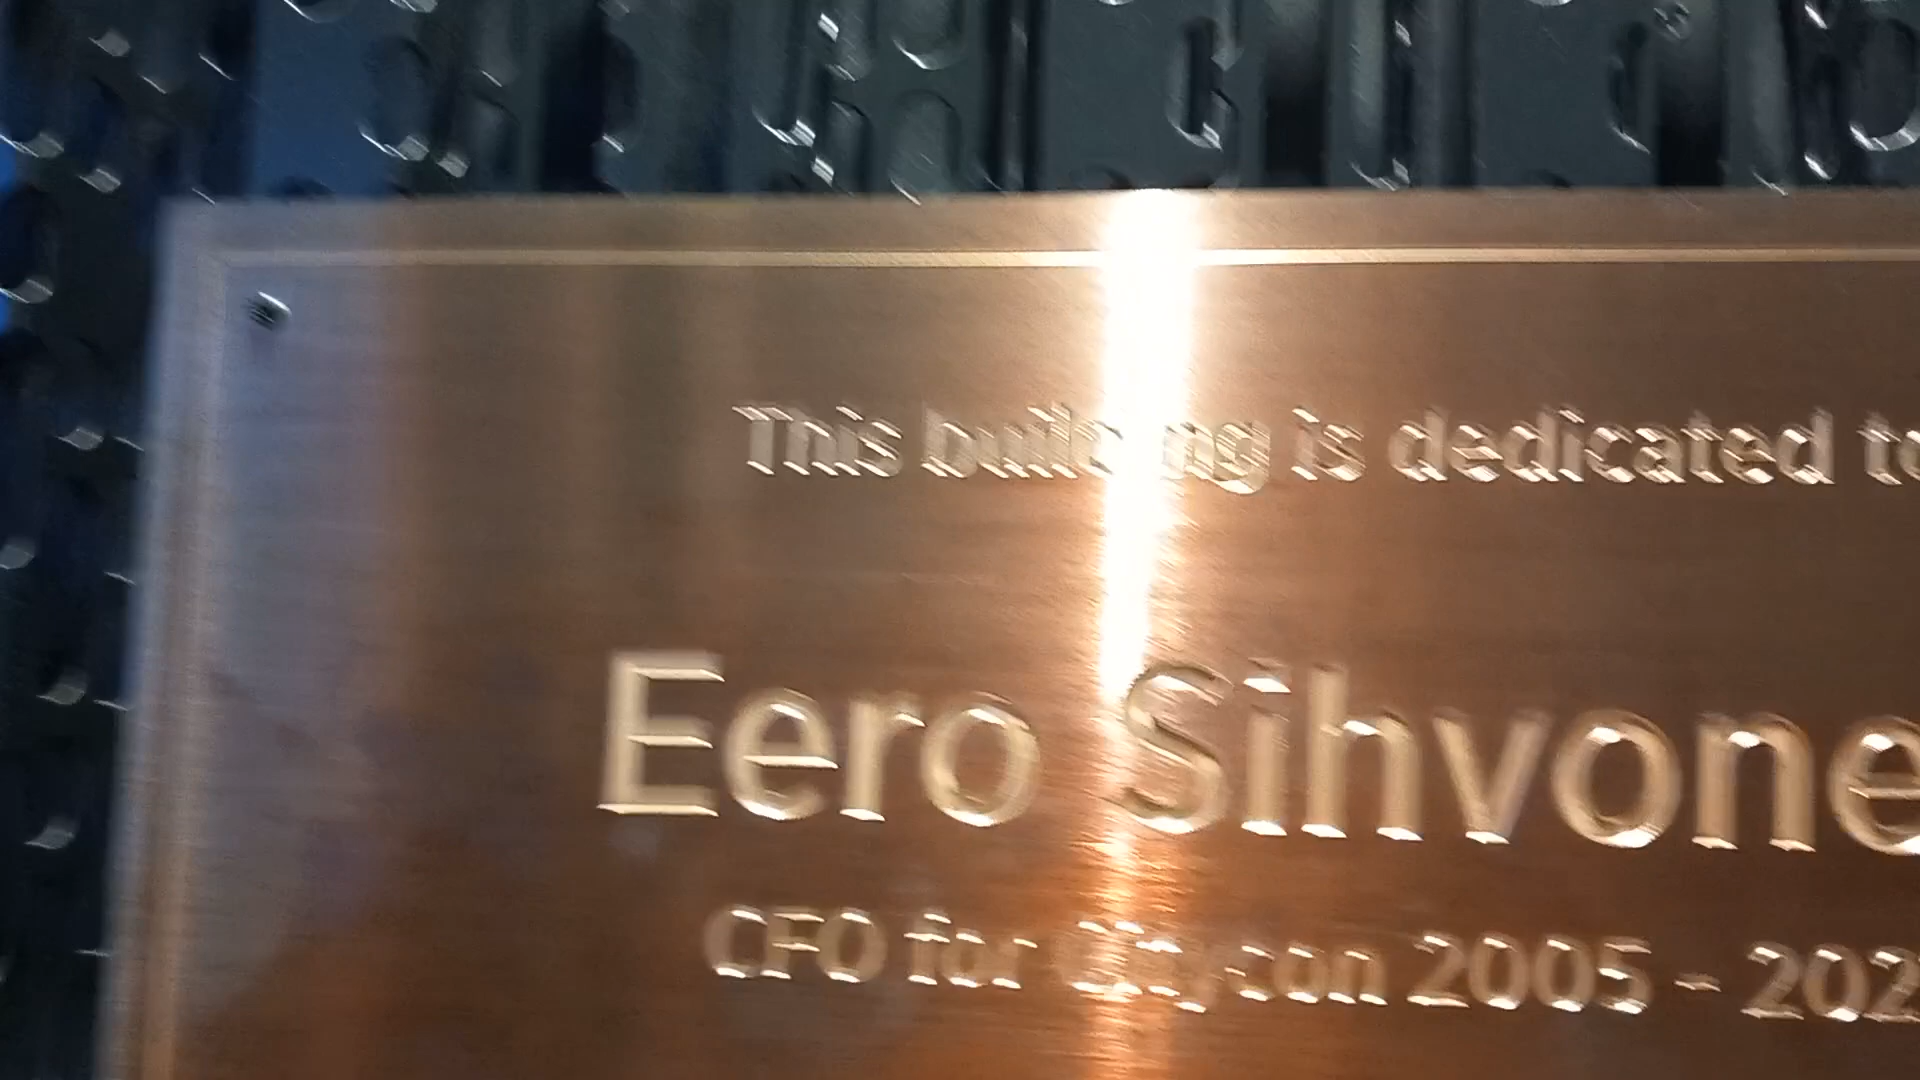 This building is dedicated to
Eero Sihvone
CFO for Citycon 2005 - 202